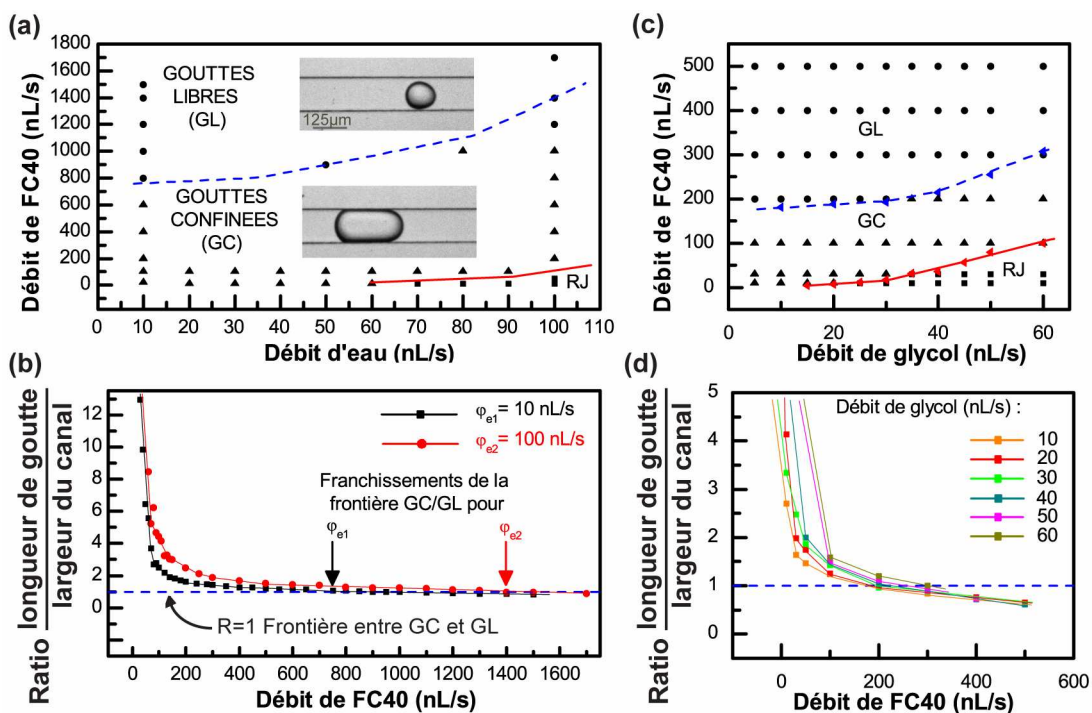 (a)
1800
1600
1400
1200
1000
800
600
400
200
0
Débit de FC40 (nL/s)
GOUTTES
LIBRES
(GL)
125µm
GOUTTES
CONFINEES
(GC)
RJ
0 10 20 30 40 50 60 70 80 90 100 110
Débit d'eau (nL/s)
(c)
500
400
300
200
100
0
Débit de FC40 (nL/s)
GL
GC
RJ
0 10 20 30 40 50 60
Débit de glycol (nL/s)
(b)
Ratio longueur de goutte
largeur du canal
12
10
8
6
4
2
0
φe1= 10 nL/s
φe2= 100 nL/s
Franchissements de la
frontière GC/GL pour
φe1 φe2
R=1 Frontière entre GC et GL
0 200 400 600 800 1000 1200 1400 1600
Débit de FC40 (nL/s)
(d)
Ratio longueur de goutte
largeur du canal
5
4
3
2
1
0
Débit de glycol (nL/s) :
10
20
30
40
50
60
0 100 200 300 400 500 600
Débit de FC40 (nL/s)